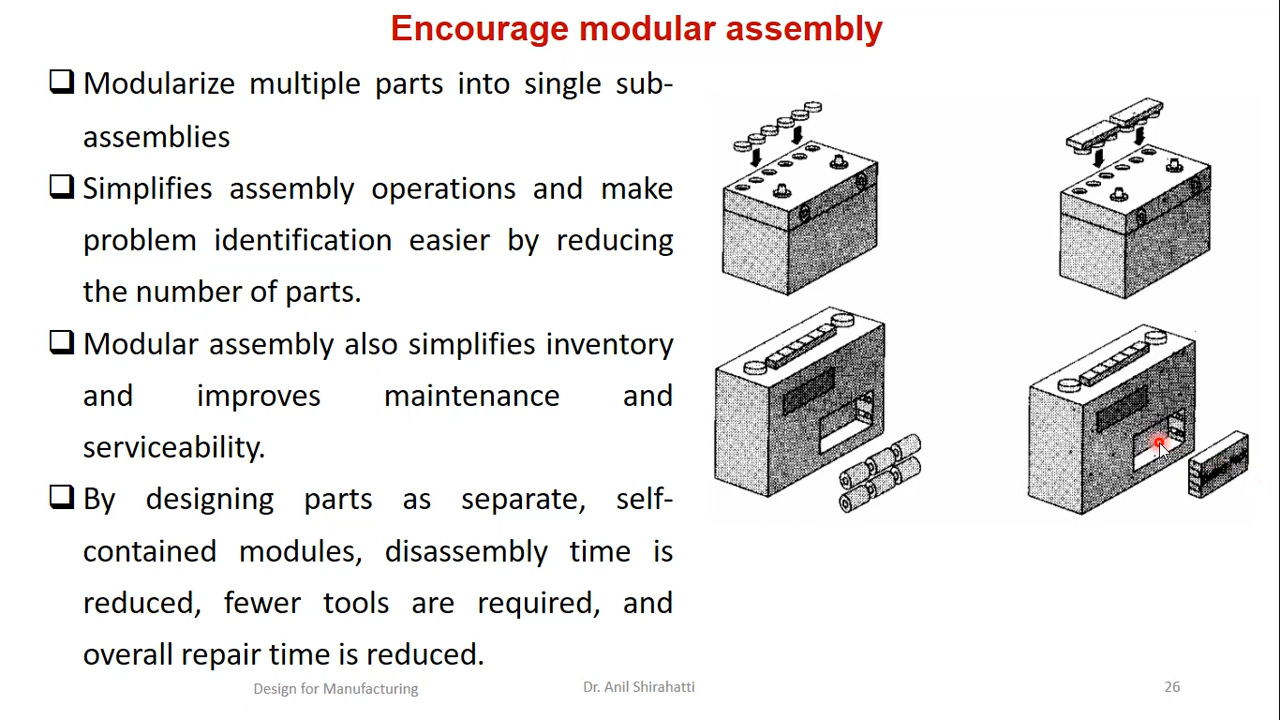 Encourage modular assembly
Modularize multiple parts into single sub-
assemblies
Simplifies assembly operations and make
problem identification easier by reducing
the number of parts.
Modular assembly also simplifies inventory
and improves maintenance and
serviceability.
By designing parts as separate, self-
contained modules, disassembly time is
reduced, fewer tools are required, and
overall repair time is reduced.
Design for Manufacturing
Dr. Anil Shirahatti
26